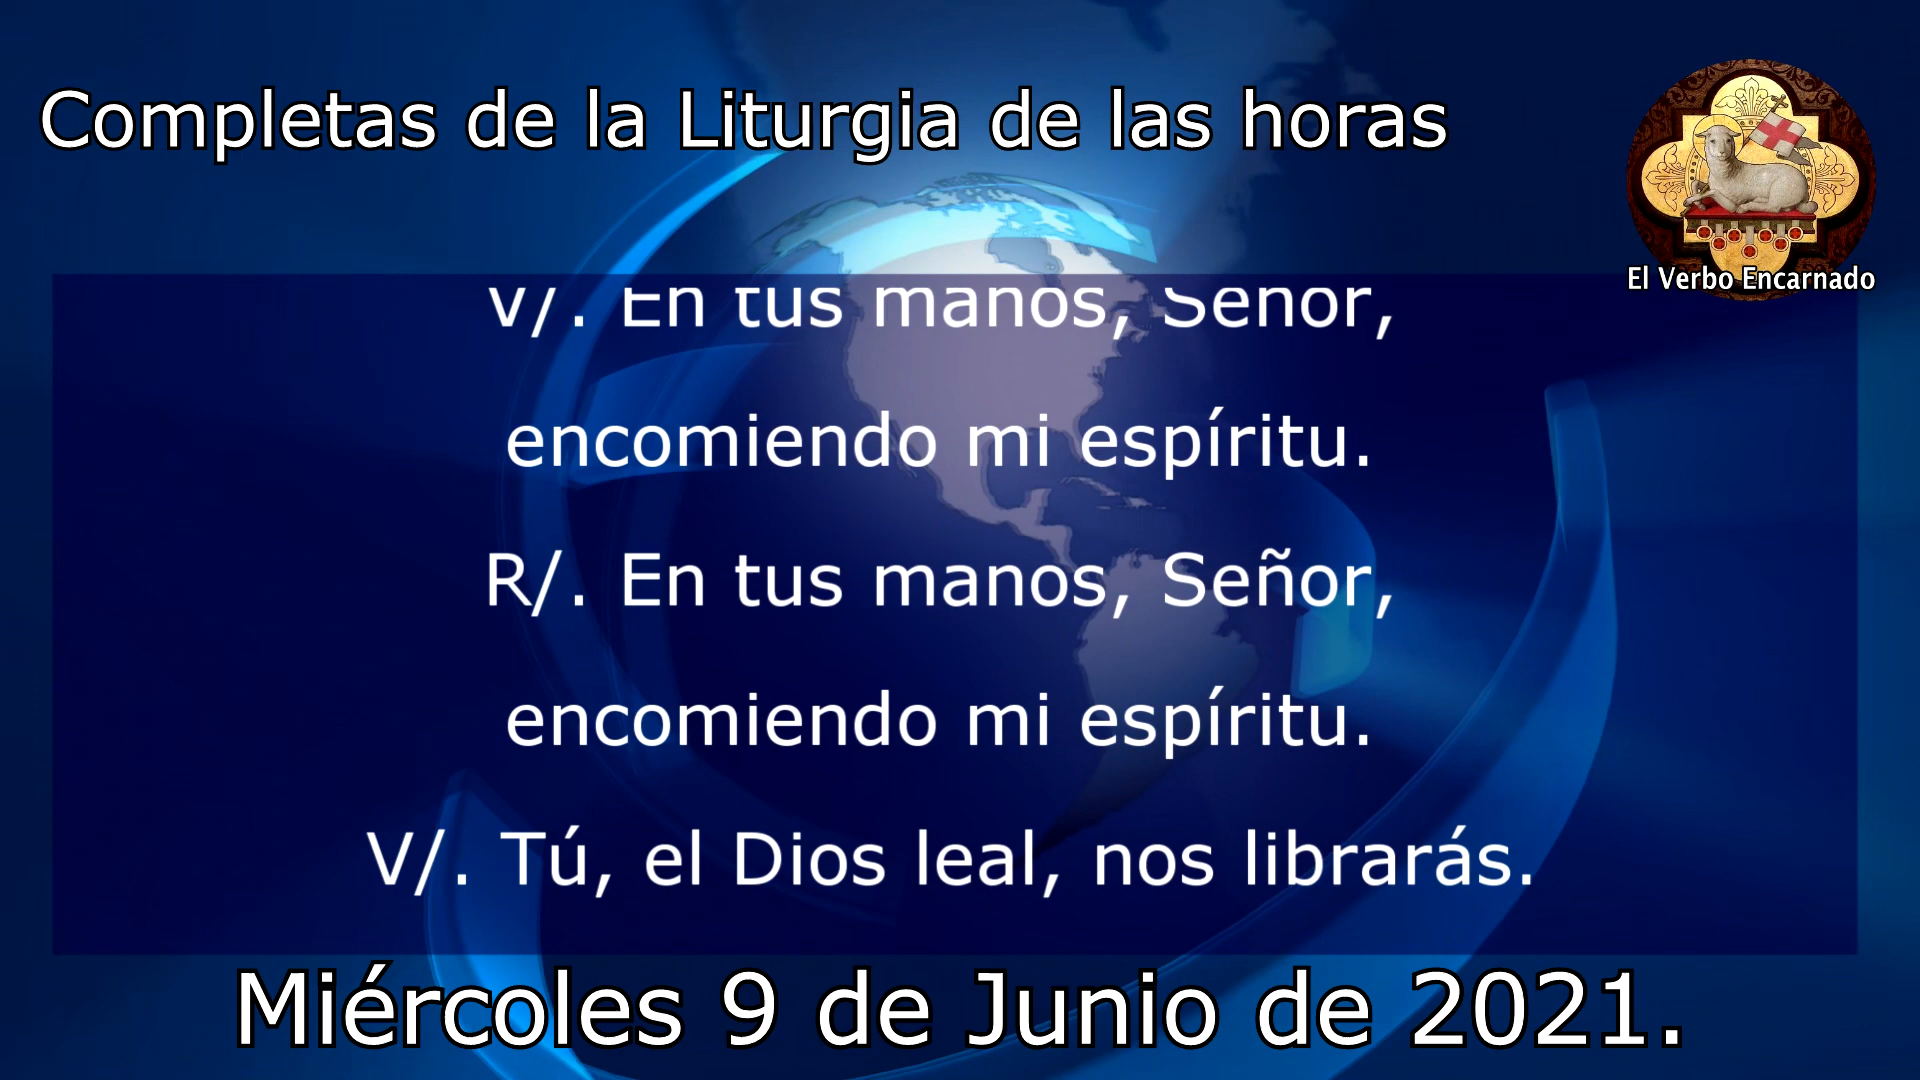 Completas de la Liturgia de las horas
El Verbo Encarnado
V/. En tus manos, Señor,
encomiendo mi espíritu.
R/. En tus manos, Señor,
encomiendo mi espíritu.
V/. Tú, el Dios leal, nos librarás.
Miércoles 9 de Junio de 2021.